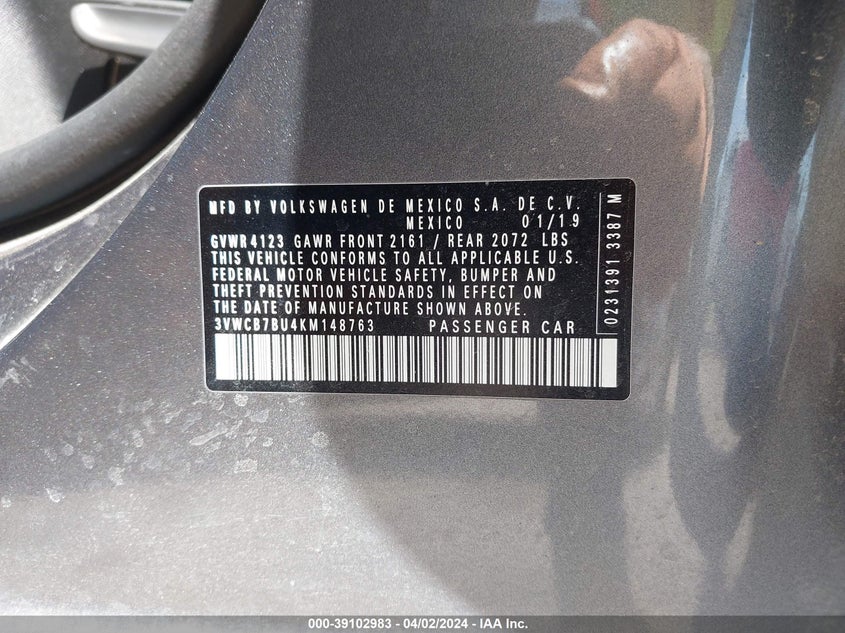 MFD BY VOLKSWAGEN DE MEXICO S.A. DE C.V.
MEXICO 01/19
GVWR4123 GAWR FRONT 2161 / REAR 2072 LBS
THIS VEHICLE CONFORMS TO ALL APPLICABLE U.S.
FEDERAL MOTOR VEHICLE SAFETY, BUMPER AND
THEFT PREVENTION STANDARDS IN EFFECT ON
THE DATE OF MANUFACTURE SHOWN ABOVE.
3VWCB7BU4KM148763 PASSENGER CAR
0231391 3387 M
000-39102983 - 04/02/2024 - IAA Inc.